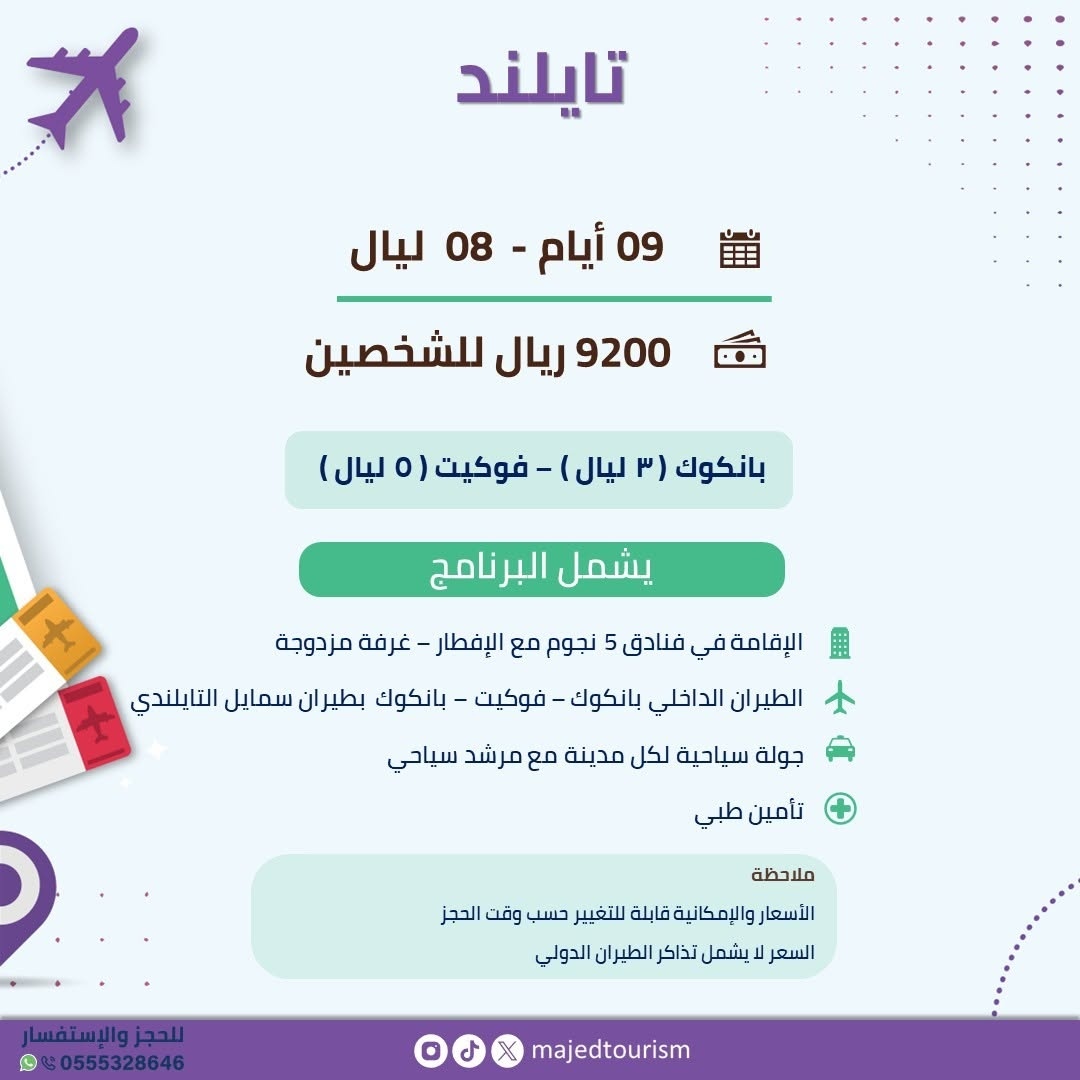 تايلند
09 أيام - 08 ليال
9200 ريال للشخصين
بانكوك ( ٣ ليال ) – فوكيت ( ٥ ليال )
يشمل البرنامج
الإقامة في فنادق 5 نجوم مع الإفطار – غرفة مزدوجة
الطيران الداخلي بانكوك – فوكيت – بانكوك بطيران سمايل التايلندي
جولة سياحية لكل مدينة مع مرشد سياحي
تأمين طبي
ملاحظة
الأسعار والإمكانية قابلة للتغيير حسب وقت الحجز
السعر لا يشمل تذاكر الطيران الدولي
للحجز والإستفسار
0555328646
majedtourism